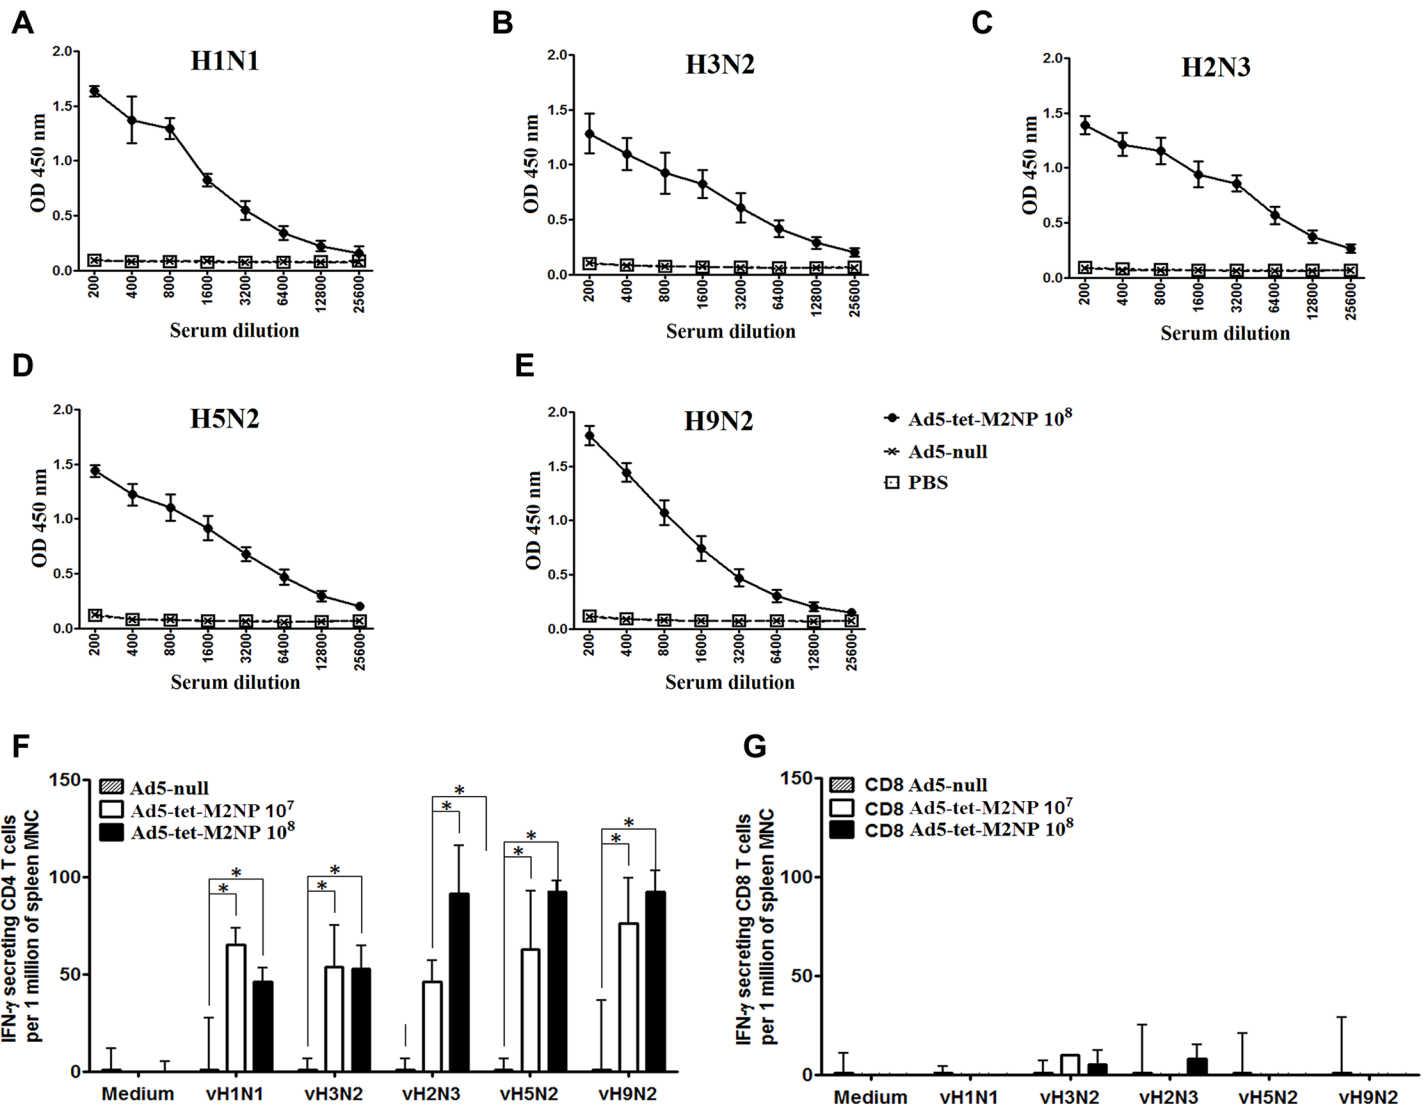 A
H1N1
2.0
1.5
1.0
0.5
0.0
OD 450 nm
200
400
800
1600
3200
6400
12800
25600
Serum dilution
B
H3N2
2.0
1.5
1.0
0.5
0.0
OD 450 nm
200
400
800
1600
3200
6400
12800
25600
Serum dilution
C
H2N3
2.0
1.5
1.0
0.5
0.0
OD 450 nm
200
400
800
1600
3200
6400
12800
25600
Serum dilution
D
H5N2
2.0
1.5
1.0
0.5
0.0
OD 450 nm
200
400
800
1600
3200
6400
12800
25600
Serum dilution
E
H9N2
2.0
1.5
1.0
0.5
0.0
OD 450 nm
200
400
800
1600
3200
6400
12800
25600
Serum dilution
Ad5-tet-M2NP 10⁸
Ad5-null
PBS
F
150
100
50
0
IFN-γ secreting CD4 T cells
per 1 million of spleen MNC
Ad5-null
Ad5-tet-M2NP 10⁷
Ad5-tet-M2NP 10⁸
* *
* *
* *
* *
* *
Medium vH1N1 vH3N2 vH2N3 vH5N2 vH9N2
G
150
100
50
0
IFN-γ secreting CD8 T cells
per 1 million of spleen MNC
CD8 Ad5-null
CD8 Ad5-tet-M2NP 10⁷
CD8 Ad5-tet-M2NP 10⁸
Medium vH1N1 vH3N2 vH2N3 vH5N2 vH9N2